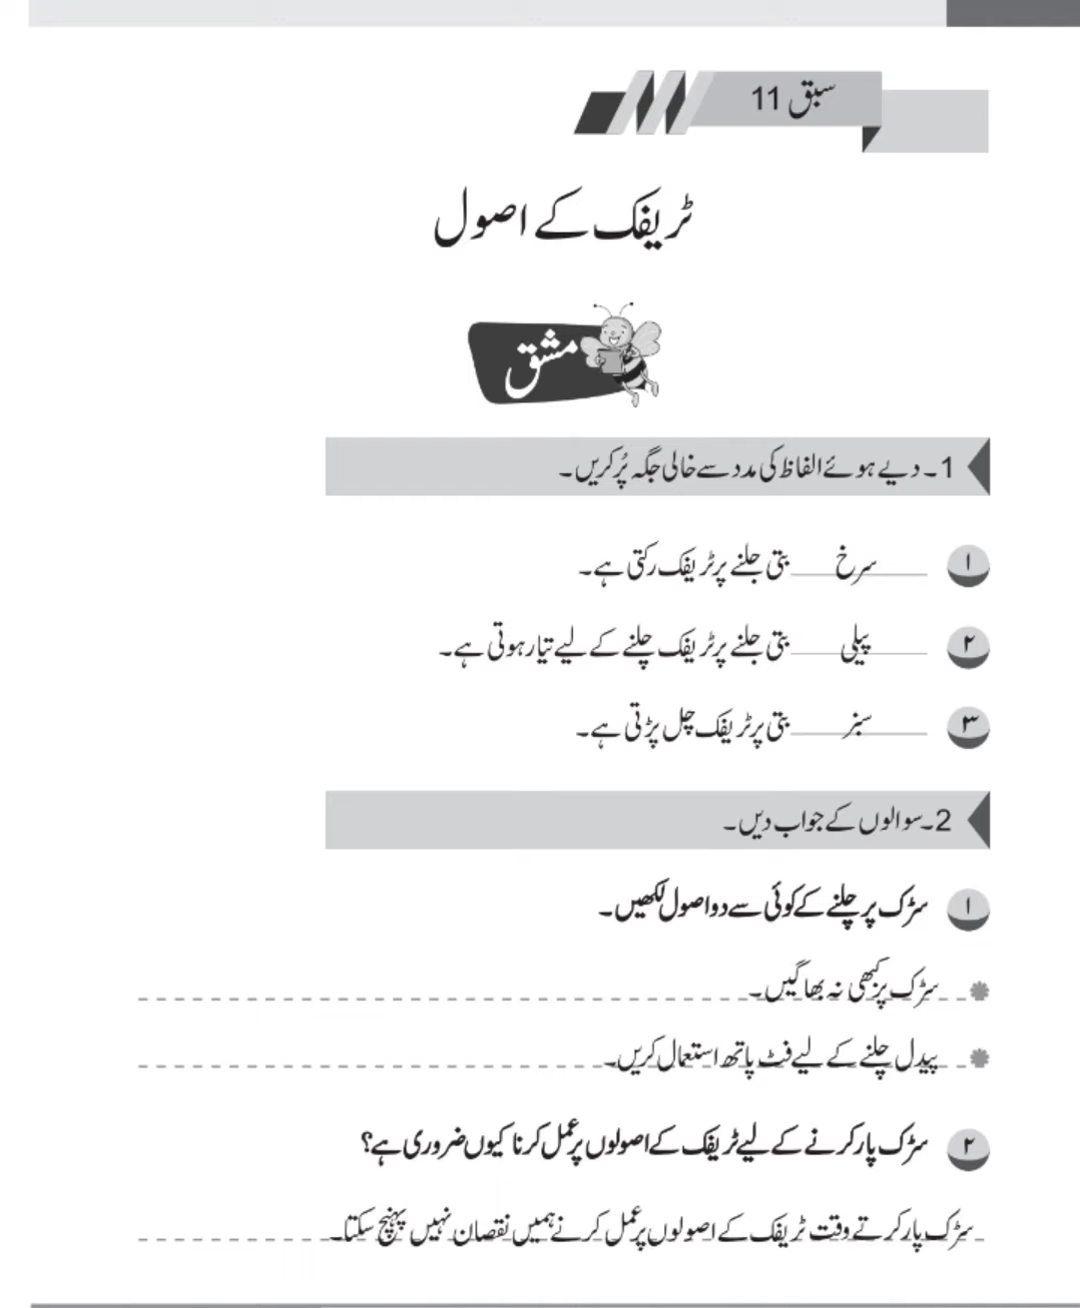 سبق 11
ٹریفک کے اصول
مشق
1۔ دیے ہوئے الفاظ کی مدد سے خالی جگہ پُر کریں۔
۱ سرخ بتی جلنے پر ٹریفک رکتی ہے۔
۲ پیلی بتی جلنے پر ٹریفک چلنے کے لیے تیار ہوتی ہے۔
۳ سبز بتی پر ٹریفک چل پڑتی ہے۔
2۔ سوالوں کے جواب دیں۔
۱ سڑک پر چلنے کے کوئی سے دو اصول لکھیں۔
سڑک پر کبھی نہ بھاگیں۔
پیدل چلنے کے لیے فٹ پاتھ استعمال کریں۔
۲ سڑک پار کرنے کے لیے ٹریفک کے اصولوں پر عمل کرنا کیوں ضروری ہے؟
سڑک پار کرتے وقت ٹریفک کے اصولوں پر عمل کرنے ہمیں نقصان نہیں پہنچ سکتا۔